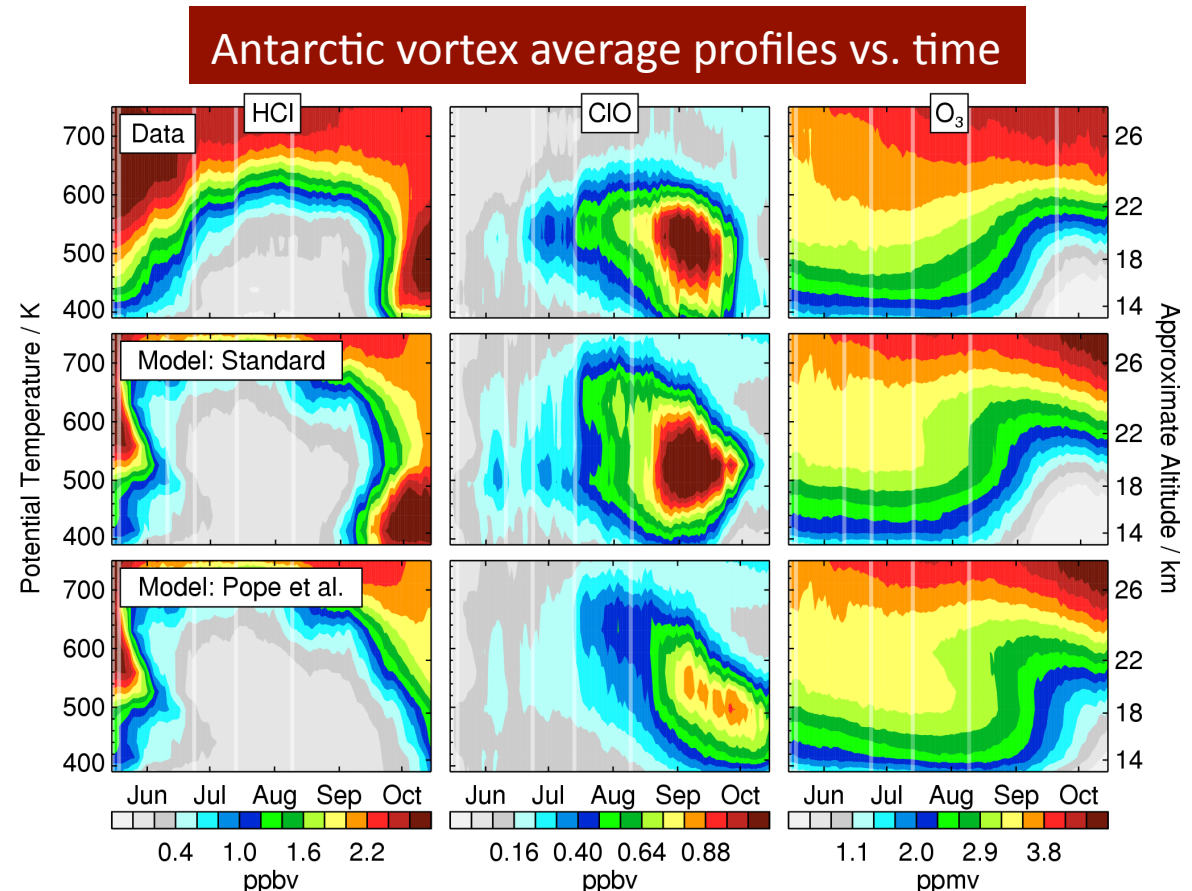 Antarctic vortex average profiles vs. time
HCl
ClO
O3
Data
Model: Standard
Model: Pope et al.
Potential Temperature / K
700
600
500
400
700
600
500
400
700
600
500
400
26
22
18
14
26
22
18
14
26
22
18
14
Approximate Altitude / km
Jun Jul Aug Sep Oct
Jun Jul Aug Sep Oct
Jun Jul Aug Sep Oct
0.4 1.0 1.6 2.2
ppbv
0.16 0.40 0.64 0.88
ppbv
1.1 2.0 2.9 3.8
ppmv